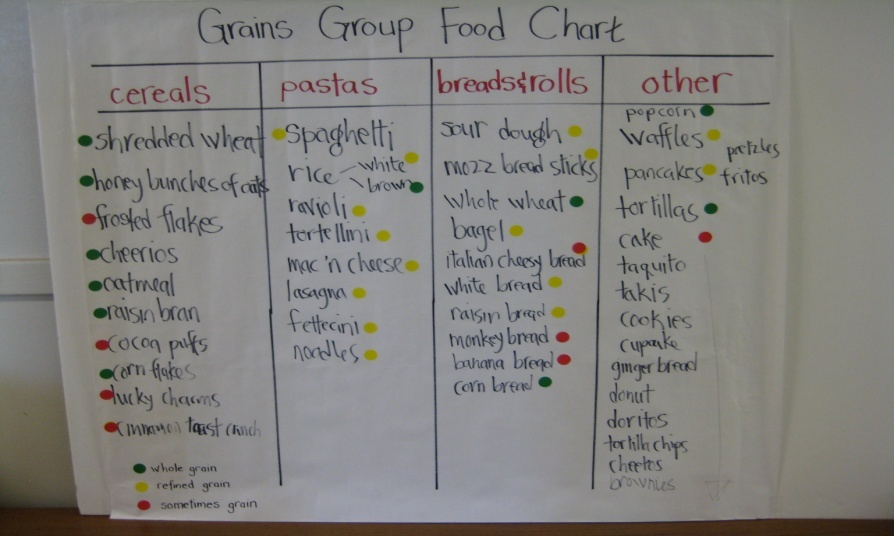 Grains Group Food Chart
cereals
shredded wheat
honey bunches of oats
frosted flakes
cheerios
oatmeal
raisin bran
cocoa puffs
corn flakes
lucky charms
cinnamon toast crunch
whole grain
refined grain
sometimes grain
pastas
Spaghetti
rice white
brown
ravioli
tortellini
mac 'n cheese
lasagna
fettecini
noodles
breads & rolls
sour dough
mozz bread sticks
whole wheat
bagel
italian cheesy bread
white bread
raisin bread
monkey bread
banana bread
corn bread
other
popcorn
waffles
pretzles
pancakes fritos
tortillas
cake
taquito
takis
cookies
cupcake
gingerbread
donut
doritos
tortilla chips
cheetos
brownies